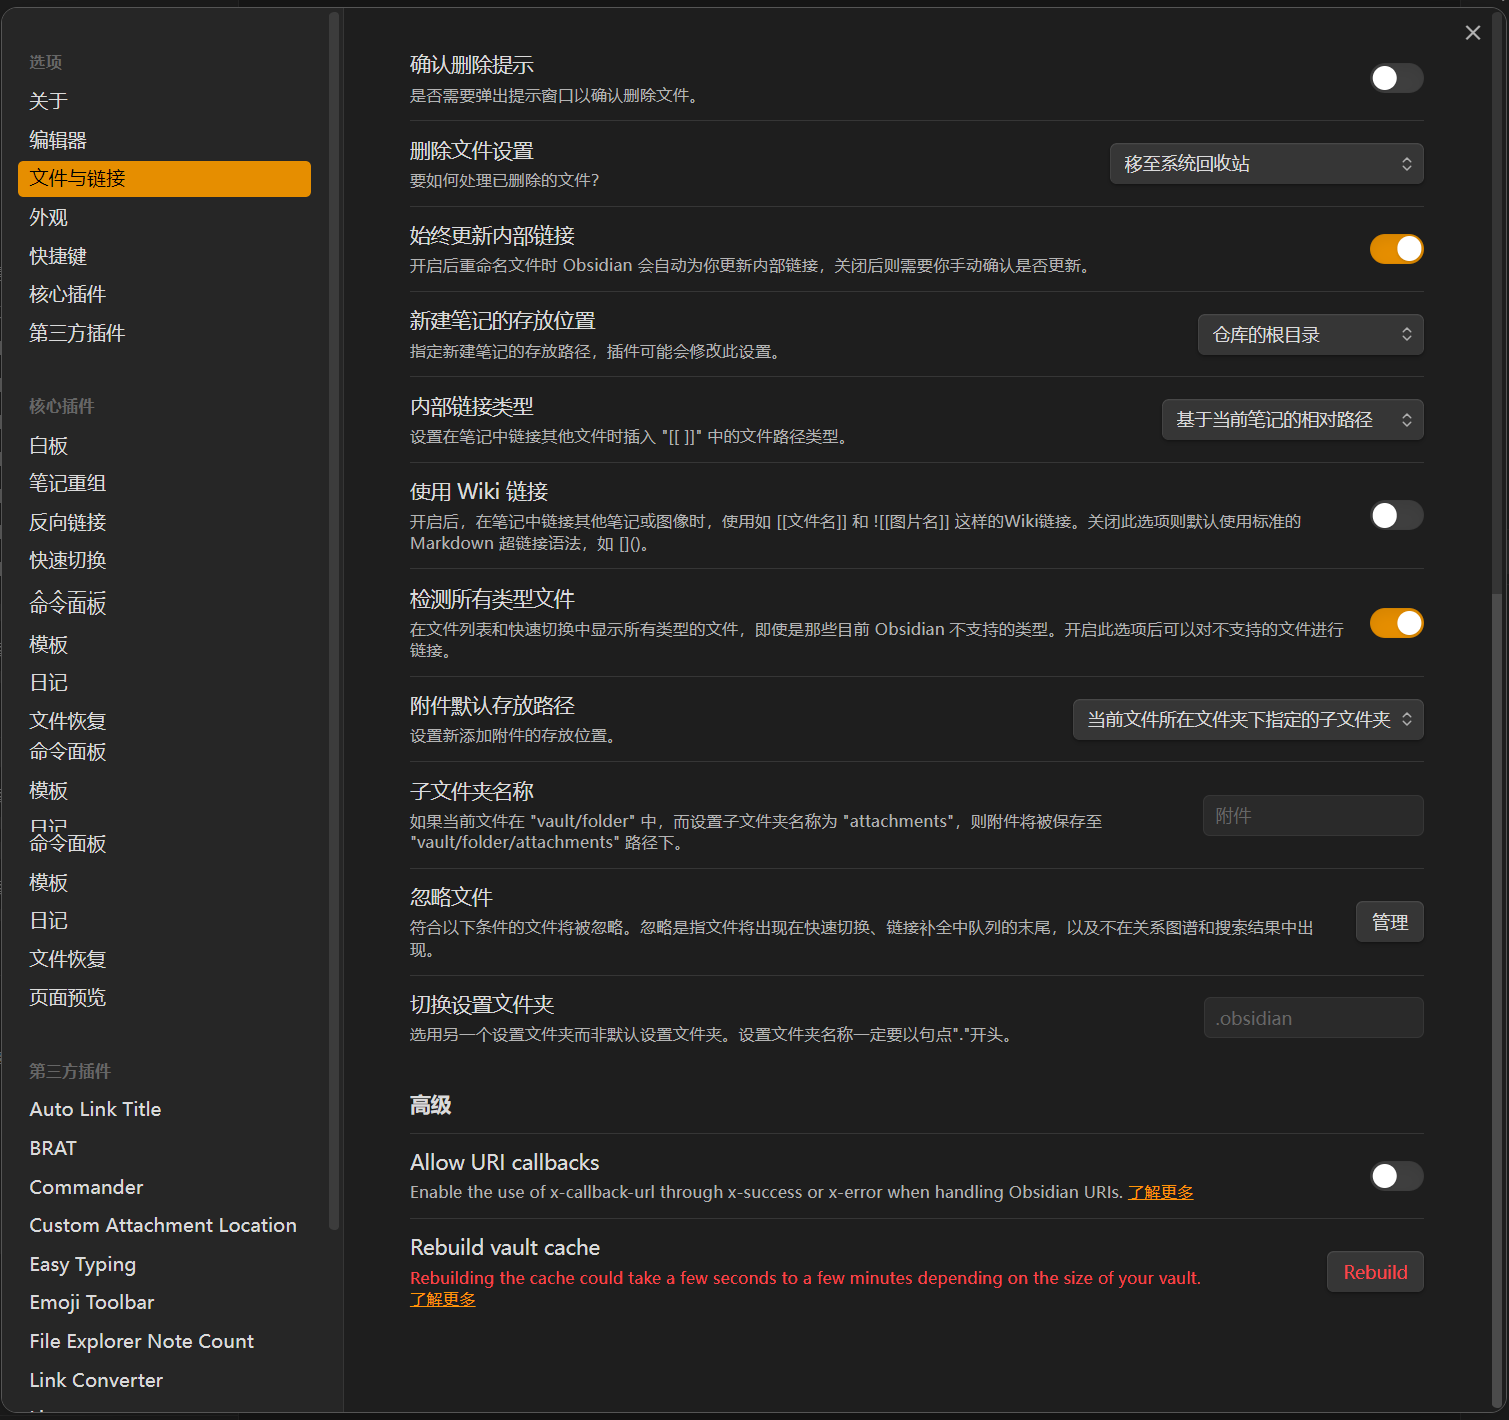 选项
关于
编辑器
文件与链接
外观
快捷键
核心插件
第三方插件
核心插件
白板
笔记重组
反向链接
快速切换
命令面板
模板
日记
文件恢复
命令面板
模板
日记
命令面板
模板
日记
文件恢复
页面预览
第三方插件
Auto Link Title
BRAT
Commander
Custom Attachment Location
Easy Typing
Emoji Toolbar
File Explorer Note Count
Link Converter
确认删除提示
是否需要弹出提示窗口以确认删除文件。
删除文件设置
要如何处理已删除的文件？
移至系统回收站
始终更新内部链接
开启后重命名文件时 Obsidian 会自动为你更新内部链接，关闭后则需要你手动确认是否更新。
新建笔记的存放位置
指定新建笔记的存放路径，插件可能会修改此设置。
仓库的根目录
内部链接类型
设置在笔记中链接其他文件时插入 "[[ ]]" 中的文件路径类型。
基于当前笔记的相对路径
使用 Wiki 链接
开启后，在笔记中链接其他笔记或图像时，使用如 [[文件名]] 和 ![[图片名]] 这样的Wiki链接。关闭此选项则默认使用标准的
Markdown 超链接语法，如 []()。
检测所有类型文件
在文件列表和快速切换中显示所有类型的文件，即使是那些目前 Obsidian 不支持的类型。开启此选项后可以对不支持的文件进行
链接。
附件默认存放路径
设置新添加附件的存放位置。
当前文件所在文件夹下指定的子文件夹
子文件夹名称
如果当前文件在 "vault/folder" 中，而设置子文件夹名称为 "attachments"，则附件将被保存至
"vault/folder/attachments" 路径下。
附件
忽略文件
符合以下条件的文件将被忽略。忽略是指文件将出现在快速切换、链接补全中队列的末尾，以及不在关系图谱和搜索结果中出
现。
管理
切换设置文件夹
选用另一个设置文件夹而非默认设置文件夹。设置文件夹名称一定要以句点"."开头。
.obsidian
高级
Allow URI callbacks
Enable the use of x-callback-url through x-success or x-error when handling Obsidian URIs. 了解更多
Rebuild vault cache
Rebuilding the cache could take a few seconds to a few minutes depending on the size of your vault.
了解更多
Rebuild